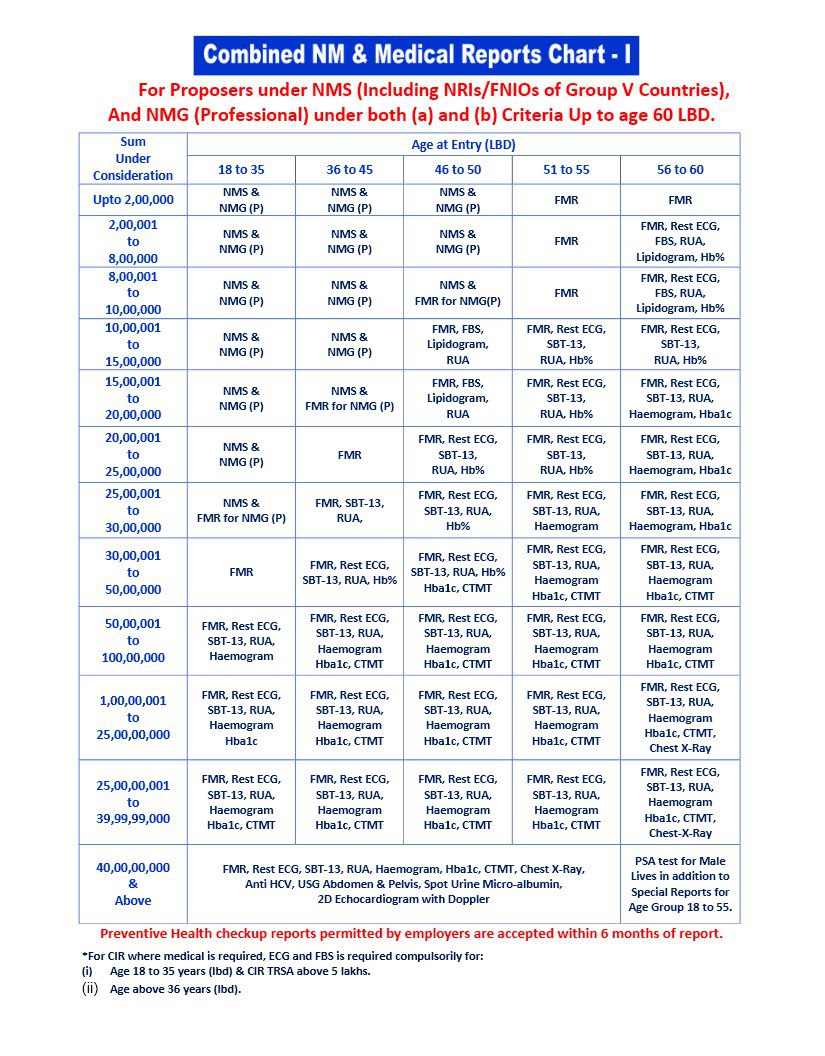 Combined NM & Medical Reports Chart - I
For Proposers under NMS (Including NRIs/FNIOs of Group V Countries),
And NMG (Professional) under both (a) and (b) Criteria Up to age 60 LBD.
Sum
Under
Consideration
Age at Entry (LBD)
18 to 35
36 to 45
46 to 50
51 to 55
56 to 60
Upto 2,00,000
NMS &
NMG (P)
NMS &
NMG (P)
NMS &
NMG (P)
FMR
FMR
2,00,001
to
8,00,000
NMS &
NMG (P)
NMS &
NMG (P)
NMS &
NMG (P)
FMR
FMR, Rest ECG,
FBS, RUA,
Lipidogram, Hb%
8,00,001
to
10,00,000
NMS &
NMG (P)
NMS &
NMG (P)
NMS &
FMR for NMG(P)
FMR
FMR, Rest ECG,
FBS, RUA,
Lipidogram, Hb%
10,00,001
to
15,00,000
NMS &
NMG (P)
NMS &
NMG (P)
FMR, FBS,
Lipidogram,
RUA
FMR, Rest ECG,
SBT-13,
RUA, Hb%
FMR, Rest ECG,
SBT-13,
RUA, Hb%
15,00,001
to
20,00,000
NMS &
NMG (P)
NMS &
FMR for NMG (P)
FMR, FBS,
Lipidogram,
RUA
FMR, Rest ECG,
SBT-13,
RUA, Hb%
FMR, Rest ECG,
SBT-13, RUA,
Haemogram, Hba1c
20,00,001
to
25,00,000
NMS &
NMG (P)
FMR
FMR, Rest ECG,
SBT-13,
RUA, Hb%
FMR, Rest ECG,
SBT-13,
RUA, Hb%
FMR, Rest ECG,
SBT-13, RUA,
Haemogram, Hba1c
25,00,001
to
30,00,000
NMS &
FMR for NMG (P)
FMR, SBT-13,
RUA,
FMR, Rest ECG,
SBT-13, RUA,
Hb%
FMR, Rest ECG,
SBT-13, RUA,
Haemogram
FMR, Rest ECG,
SBT-13, RUA,
Haemogram, Hba1c
30,00,001
to
50,00,000
FMR
FMR, Rest ECG,
SBT-13, RUA, Hb%
FMR, Rest ECG,
SBT-13, RUA, Hb%
Hba1c, CTMT
FMR, Rest ECG,
SBT-13, RUA,
Haemogram
Hba1c, CTMT
FMR, Rest ECG,
SBT-13, RUA,
Haemogram
Hba1c, CTMT
50,00,001
to
100,00,000
FMR, Rest ECG,
SBT-13, RUA,
Haemogram
FMR, Rest ECG,
SBT-13, RUA,
Haemogram
Hba1c, CTMT
FMR, Rest ECG,
SBT-13, RUA,
Haemogram
Hba1c, CTMT
FMR, Rest ECG,
SBT-13, RUA,
Haemogram
Hba1c, CTMT
FMR, Rest ECG,
SBT-13, RUA,
Haemogram
Hba1c, CTMT
1,00,00,001
to
25,00,00,000
FMR, Rest ECG,
SBT-13, RUA,
Haemogram
Hba1c
FMR, Rest ECG,
SBT-13, RUA,
Haemogram
Hba1c, CTMT
FMR, Rest ECG,
SBT-13, RUA,
Haemogram
Hba1c, CTMT
FMR, Rest ECG,
SBT-13, RUA,
Haemogram
Hba1c, CTMT
FMR, Rest ECG,
SBT-13, RUA,
Haemogram
Hba1c, CTMT,
Chest X-Ray
25,00,00,001
to
39,99,99,000
FMR, Rest ECG,
SBT-13, RUA,
Haemogram
Hba1c, CTMT
FMR, Rest ECG,
SBT-13, RUA,
Haemogram
Hba1c, CTMT
FMR, Rest ECG,
SBT-13, RUA,
Haemogram
Hba1c, CTMT
FMR, Rest ECG,
SBT-13, RUA,
Haemogram
Hba1c, CTMT
FMR, Rest ECG,
SBT-13, RUA,
Haemogram
Hba1c, CTMT,
Chest-X-Ray
40,00,00,000
&
Above
FMR, Rest ECG, SBT-13, RUA, Haemogram, Hba1c, CTMT, Chest X-Ray,
Anti HCV, USG Abdomen & Pelvis, Spot Urine Micro-albumin,
2D Echocardiogram with Doppler
PSA test for Male
Lives in addition to
Special Reports for
Age Group 18 to 55.
Preventive Health checkup reports permitted by employers are accepted within 6 months of report.
*For CIR where medical is required, ECG and FBS is required compulsorily for:
(i) Age 18 to 35 years (lbd) & CIR TRSA above 5 lakhs.
(ii) Age above 36 years (lbd).